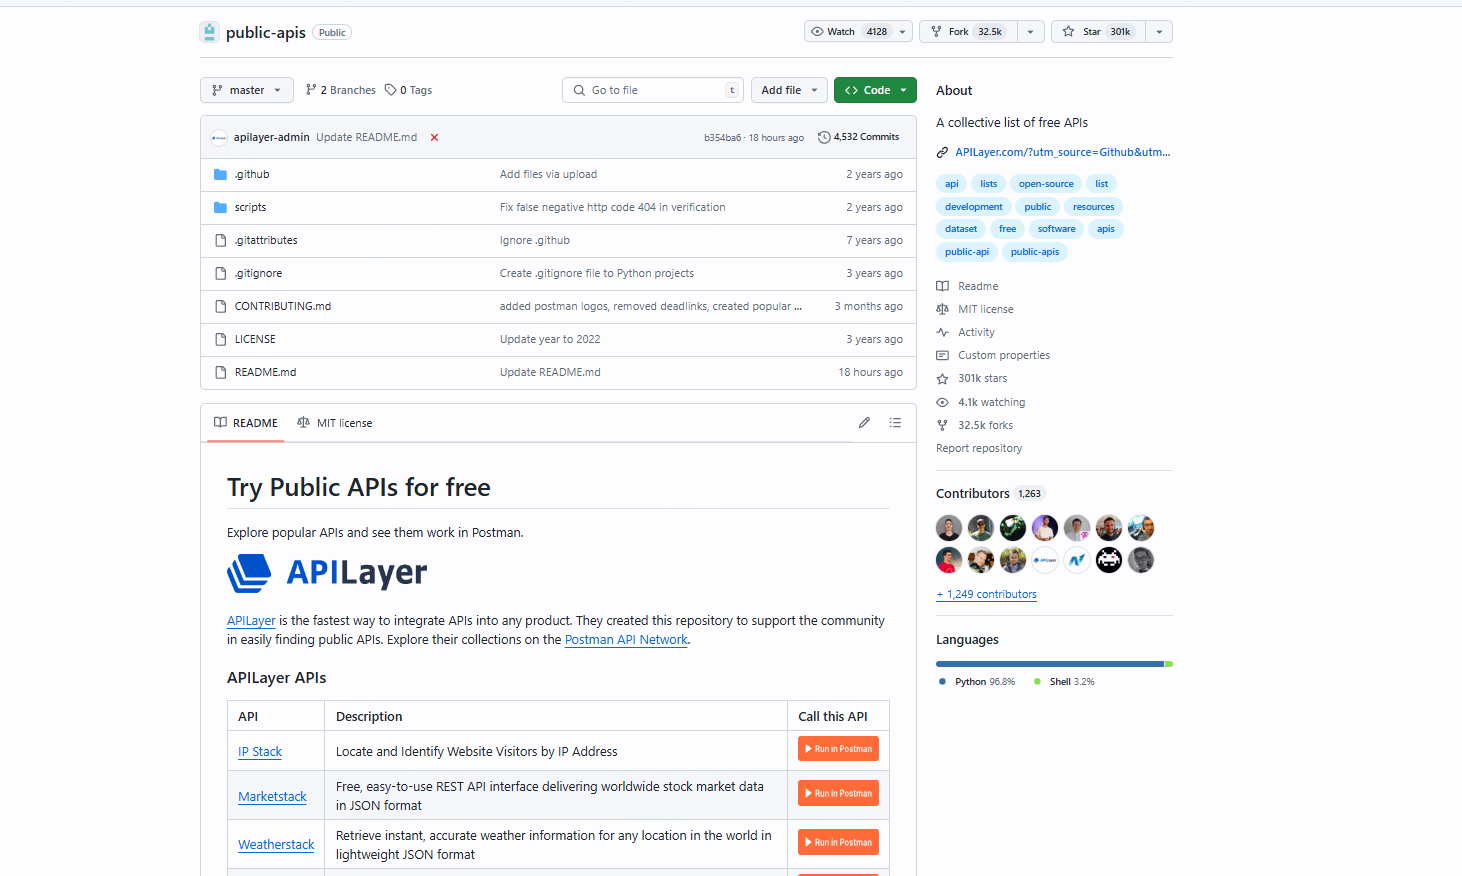 public-apis Public Watch 4128 Fork 32.5k Star 301k
master 2 Branches 0 Tags Go to file t Add file Code
apilayer-admin Update README.md b354ba6 · 18 hours ago 4,532 Commits
.github Add files via upload 2 years ago
scripts Fix false negative http code 404 in verification 2 years ago
.gitattributes Ignore .github 7 years ago
.gitignore Create .gitignore file to Python projects 3 years ago
CONTRIBUTING.md added postman logos, removed deadlinks, created popular ... 3 months ago
LICENSE Update year to 2022 3 years ago
README.md Update README.md 18 hours ago
README MIT license
Try Public APIs for free
Explore popular APIs and see them work in Postman.
APILayer
APILayer is the fastest way to integrate APIs into any product. They created this repository to support the community
in easily finding public APIs. Explore their collections on the Postman API Network.
APILayer APIs
API Description Call this API
IP Stack Locate and Identify Website Visitors by IP Address Run in Postman
Marketstack Free, easy-to-use REST API interface delivering worldwide stock market data
in JSON format Run in Postman
Weatherstack Retrieve instant, accurate weather information for any location in the world in
lightweight JSON format Run in Postman
About
A collective list of free APIs
APILayer.com/?utm_source=Github&utm...
api lists open-source list
development public resources
dataset free software apis
public-api public-apis
Readme
MIT license
Activity
Custom properties
301k stars
4.1k watching
32.5k forks
Report repository
Contributors 1,263
+ 1,249 contributors
Languages
Python 96.8% Shell 3.2%